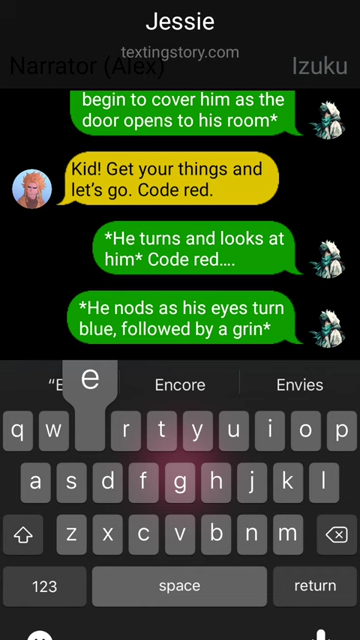 Jessie
textingstory.com
Narrator (Alex)
Izuku
begin to cover him as the
door opens to his room*
Kid! Get your things and
let's go. Code red.
*He turns and looks at
him* Code red....
*He nods as his eyes turn
blue, followed by a grin*
“E
e
Encore
Envies
q w r t y u i o p
a s d f g h j k l
z x c v b n m
123
space
return